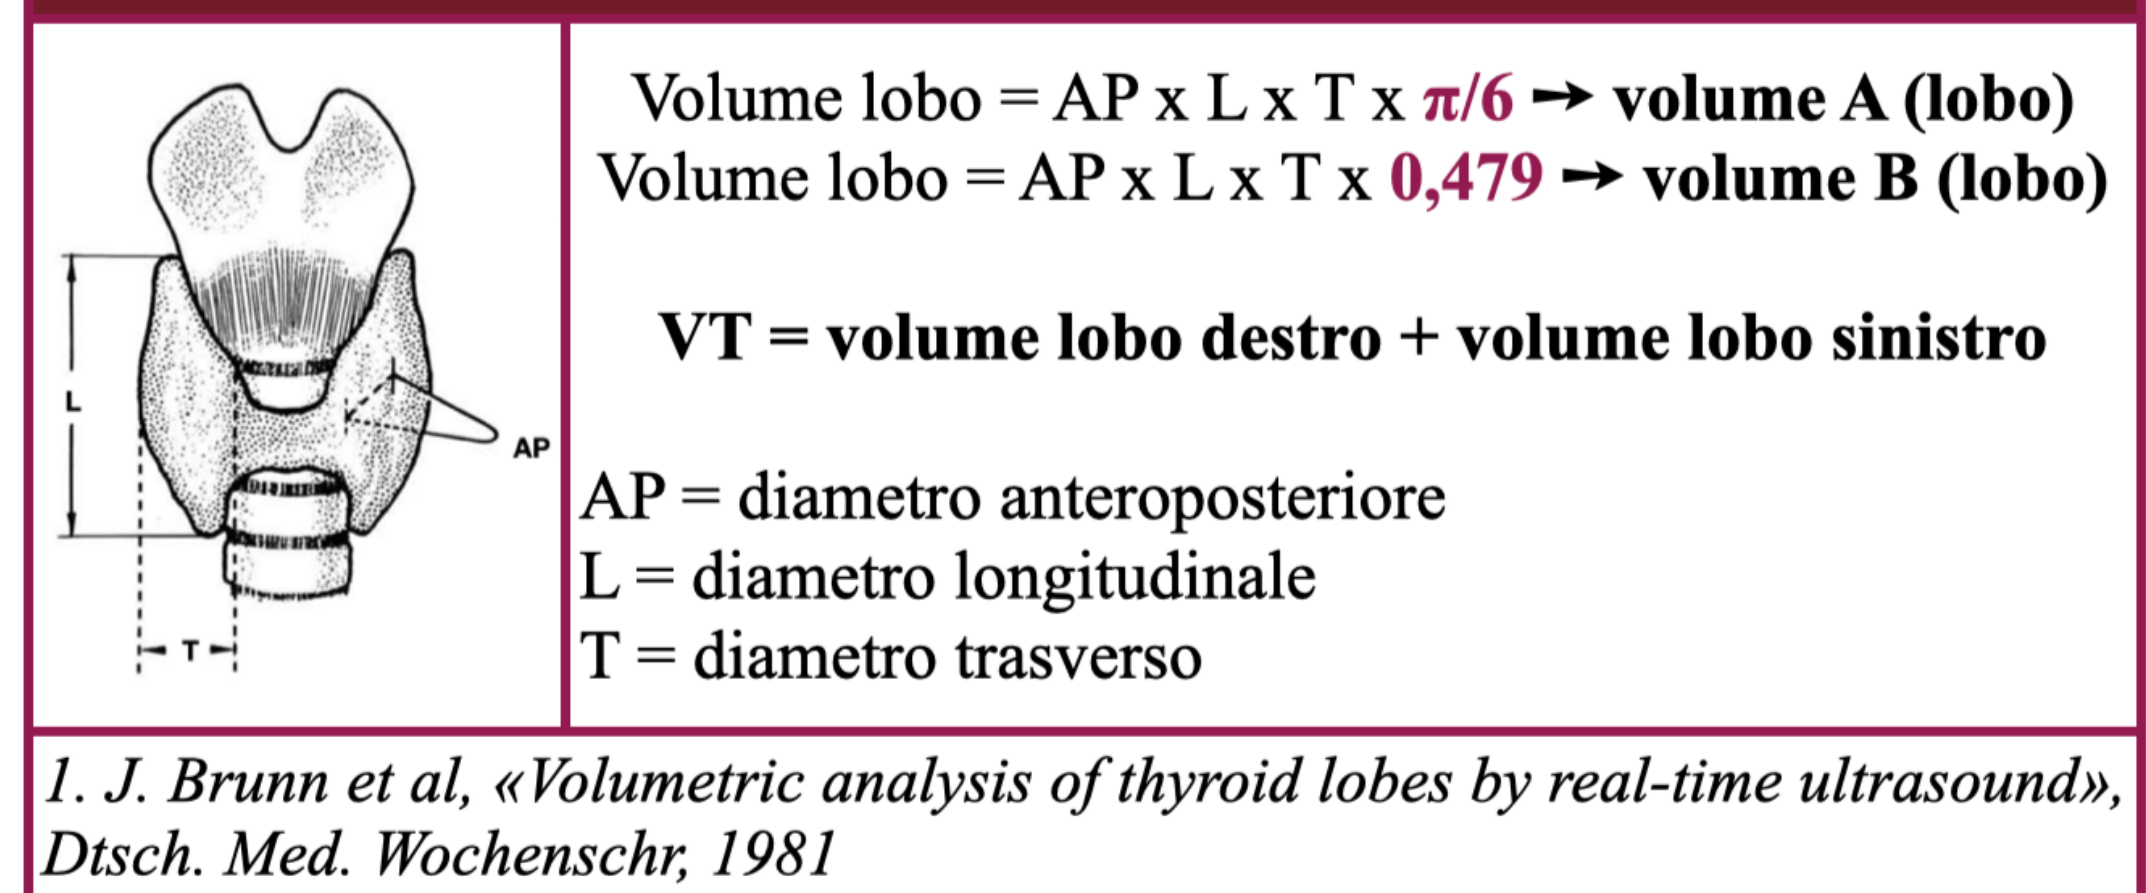 L
AP
T
Volume lobo = AP x L x T x π/6 → volume A (lobo)
Volume lobo = AP x L x T x 0,479 → volume B (lobo)
VT = volume lobo destro + volume lobo sinistro
AP = diametro anteroposteriore
L = diametro longitudinale
T = diametro trasverso
1. J. Brunn et al, «Volumetric analysis of thyroid lobes by real-time ultrasound»,
Dtsch. Med. Wochenschr, 1981